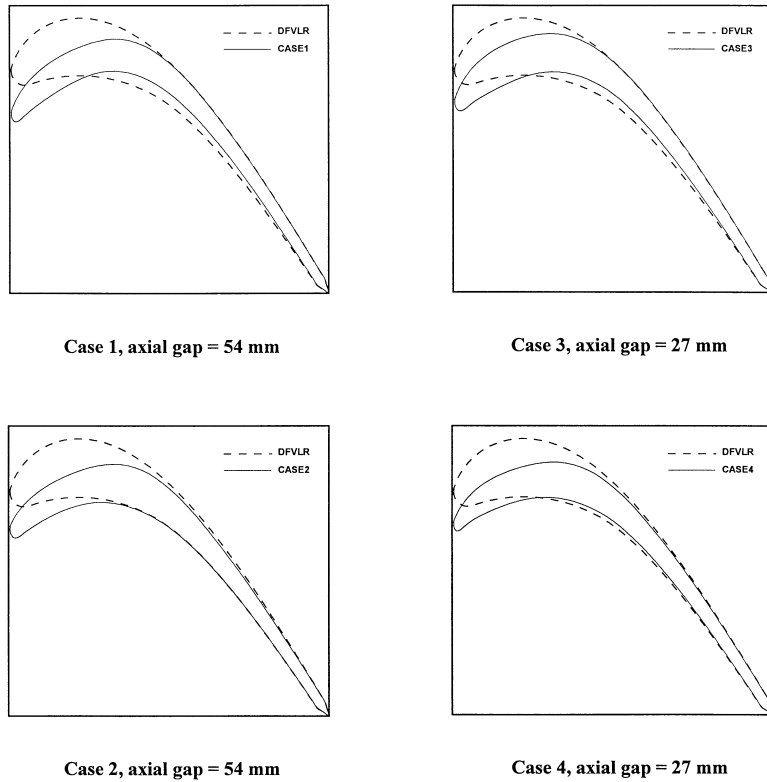 DFVLR
CASE1
Case 1, axial gap = 54 mm
DFVLR
CASE3
Case 3, axial gap = 27 mm
DFVLR
CASE2
Case 2, axial gap = 54 mm
DFVLR
CASE4
Case 4, axial gap = 27 mm